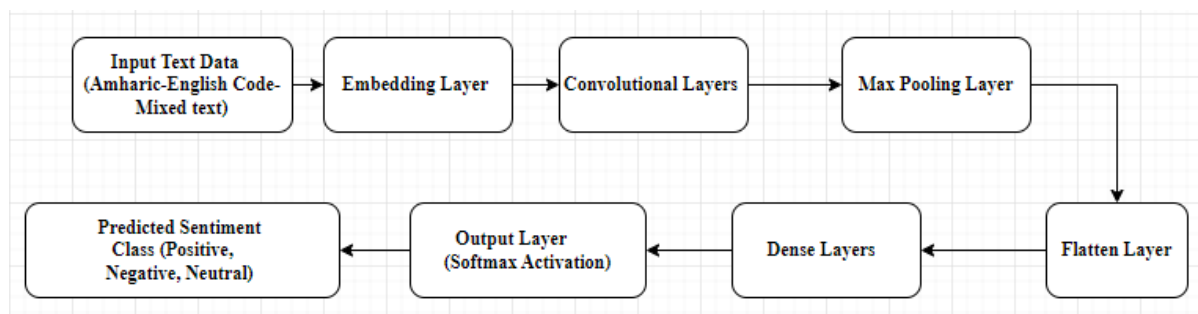 Input Text Data
(Amharic-English Code-
Mixed text)
Embedding Layer
Convolutional Layers
Max Pooling Layer
Flatten Layer
Dense Layers
Output Layer
(Softmax Activation)
Predicted Sentiment
Class (Positive,
Negative, Neutral)